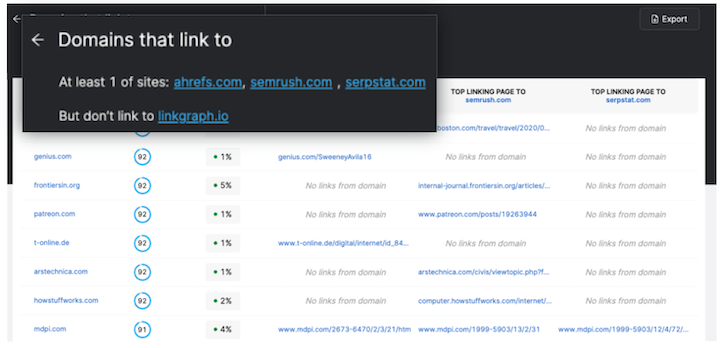 Export
Domains that link to
At least 1 of sites: ahrefs.com, semrush.com , serpstat.com
But don't link to linkgraph.io
TOP LINKING PAGE TO
semrush.com
TOP LINKING PAGE TO
serpstat.com
boston.com/travel/travel/2020/0...
No links from domain
genius.com 92 1% genius.com/SweeneyAvila16 No links from domain No links from domain
frontiersin.org 92 5% No links from domain internal-journal.frontiersin.org/articles/... No links from domain
patreon.com 92 1% No links from domain www.patreon.com/posts/19263944 No links from domain
t-online.de 92 1% www.t-online.de/digital/internet/id_84... No links from domain No links from domain
arstechnica.com 92 1% No links from domain arstechnica.com/civis/viewtopic.php?f... No links from domain
howstuffworks.com 92 2% No links from domain computer.howstuffworks.com/internet/... No links from domain
mdpi.com 91 4% www.mdpi.com/2673-6470/2/3/21/htm www.mdpi.com/1999-5903/13/2/31 www.mdpi.com/1999-5903/12/4/72/...